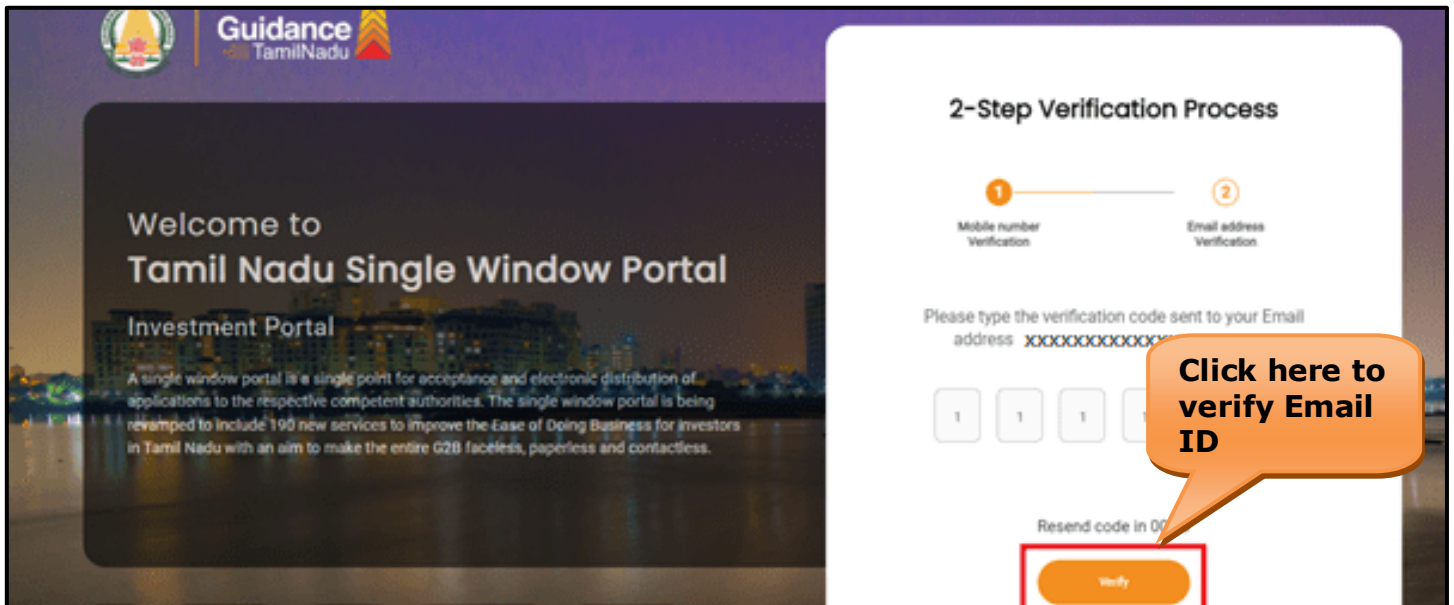 Guidance
TamilNadu
Welcome to
Tamil Nadu Single Window Portal
Investment Portal
A single window portal is a single point for acceptance and electronic distribution of
applications to the respective competent authorities. The single window portal is being
revamped to include 190 new services to improve the Ease of Doing Business for investors
in Tamil Nadu with an aim to make the entire G2B faceless, paperless and contactless.
2-Step Verification Process
1
2
Mobile number
Verification
Email address
Verification
Please type the verification code sent to your Email
address XXXXXXXXXXXXX
1 1 1 1
Click here to
verify Email
ID
Resend code in 00
Verify